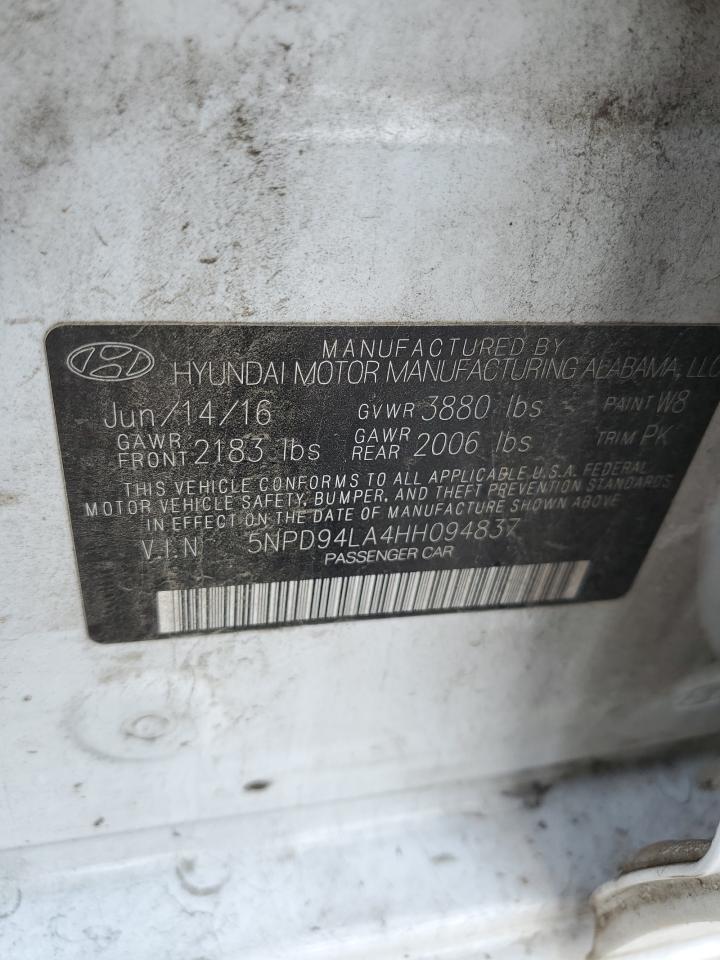 MANUFACTURED BY
HYUNDAI MOTOR MANUFACTURING ALABAMA, LLC
Jun/14/16 GVWR 3880 lbs PAINT W8
GAWR FRONT 2183 lbs GAWR REAR 2006 lbs TRIM PK
THIS VEHICLE CONFORMS TO ALL APPLICABLE U.S.A. FEDERAL
MOTOR VEHICLE SAFETY, BUMPER, AND THEFT PREVENTION STANDARDS
IN EFFECT ON THE DATE OF MANUFACTURE SHOWN ABOVE
V.I.N 5NPD94LA4HH094837
PASSENGER CAR